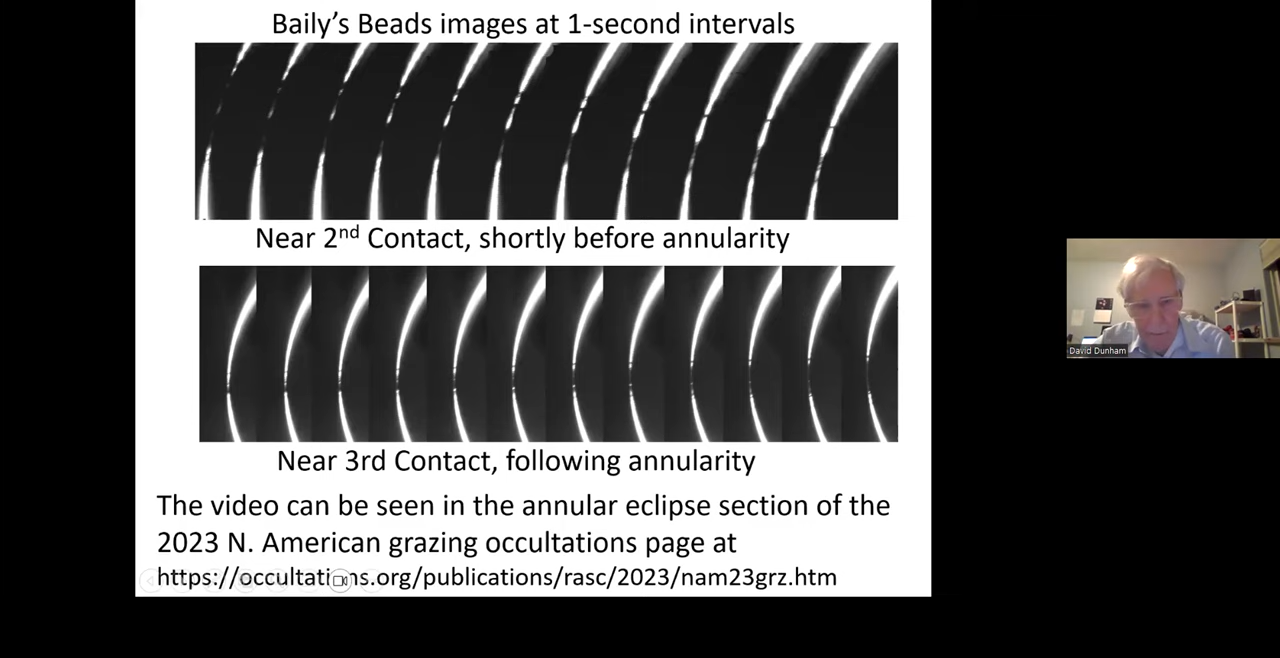 Baily’s Beads images at 1-second intervals
Near 2nd Contact, shortly before annularity
Near 3rd Contact, following annularity
The video can be seen in the annular eclipse section of the
2023 N. American grazing occultations page at
https://occultations.org/publications/rasc/2023/nam23grz.htm
David Dunham